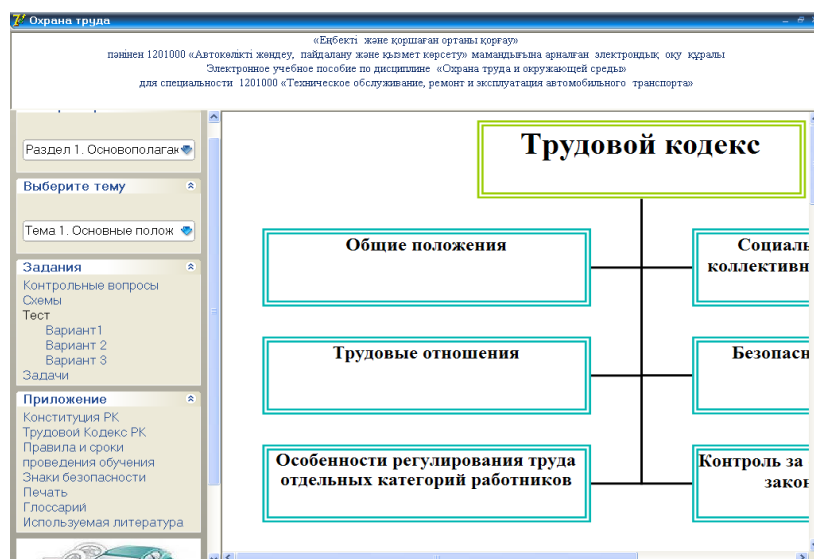 Охрана труда
«Еңбекті және қоршаған ортаны қорғау»
пәнінен 1201000 «Автокөлікті жөндеу, пайдалану және қызмет көрсету» мамандығына арналған электрондық оқу құралы
Электронное учебное пособие по дисциплине «Охрана труда и окружающей среды»
для специальности 1201000 «Техническое обслуживание, ремонт и эксплуатация автомобильного транспорта»
Раздел 1. Основополагак
Выберите тему
Тема 1. Основные полож
Задания
Контрольные вопросы
Схемы
Тест
Вариант1
Вариант 2
Вариант 3
Задачи
Приложение
Конституция РК
Трудовой Кодекс РК
Правила и сроки
проведения обучения
Знаки безопасности
Печать
Глоссарий
Используемая литература
Трудовой кодекс
Общие положения
Социаль
коллективн
Трудовые отношения
Безопасн
Особенности регулирования труда
отдельных категорий работников
Контроль за
закон